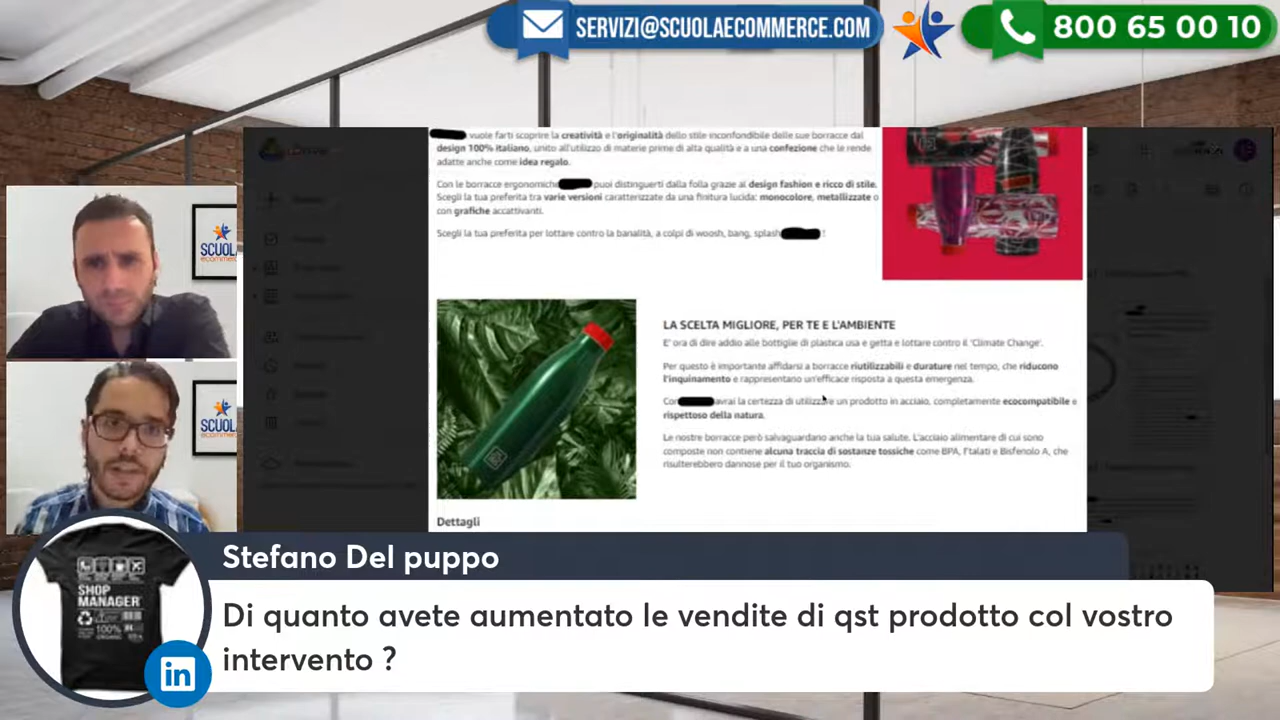 SERVIZI@SCUOLAECOMMERCE.COM
800 65 00 10
vuole farti scoprire la creatività e l'originalità dello stile inconfondibile delle sue borracce dal
design 100% italiano, unito all'utilizzo di materie prime di alta qualità e a una confezione che le rende
adatte anche come idea regalo.
Con le borracce ergonomiche puoi distinguerti dalla folla grazie al design fashion e ricco di stile.
Scegli la tua preferita tra varie versioni caratterizzate da una finitura lucida: monocolore, metallizzate o
con grafiche accattivanti.
Scegli la tua preferita per lottare contro la banalità, a colpi di woosh, bang, splash !
SCUOL
ecommerc
LA SCELTA MIGLIORE, PER TE E L'AMBIENTE
E' ora di dire addio alle bottiglie di plastica usa e getta e lottare contro il 'Climate Change'.
Per questo è importante affidarsi a borracce riutilizzabili e durature nel tempo, che riducono
l'inquinamento e rappresentano un'efficace risposta a questa emergenza.
Con avrai la certezza di utilizzare un prodotto in acciaio, completamente ecocompatibile e
rispettoso della natura.
Le nostre borracce però salvaguardano anche la tua salute. L'acciaio alimentare di cui sono
composte non contiene alcuna traccia di sostanze tossiche come BPA, Ftalati e Bisfenolo A, che
risulterebbero dannose per il tuo organismo.
SCUOL
ecommerc
Dettagli
SHOP
MANAGER
100%
in
Stefano Del puppo
Di quanto avete aumentato le vendite di qst prodotto col vostro
intervento ?